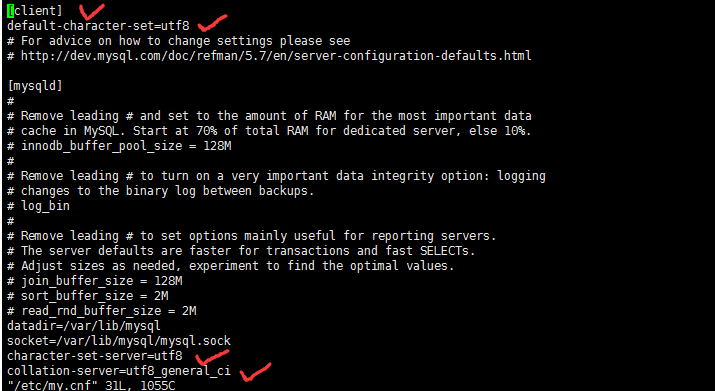 [client]
default-character-set=utf8
# For advice on how to change settings please see
# http://dev.mysql.com/doc/refman/5.7/en/server-configuration-defaults.html
[mysqld]
#
# Remove leading # and set to the amount of RAM for the most important data
# cache in MySQL. Start at 70% of total RAM for dedicated server, else 10%.
# innodb_buffer_pool_size = 128M
#
# Remove leading # to turn on a very important data integrity option: logging
# changes to the binary log between backups.
# log_bin
#
# Remove leading # to set options mainly useful for reporting servers.
# The server defaults are faster for transactions and fast SELECTs.
# Adjust sizes as needed, experiment to find the optimal values.
# join_buffer_size = 128M
# sort_buffer_size = 2M
# read_rnd_buffer_size = 2M
datadir=/var/lib/mysql
socket=/var/lib/mysql/mysql.sock
character-set-server=utf8
collation-server=utf8_general_ci
"/etc/my.cnf" 31L, 1055C